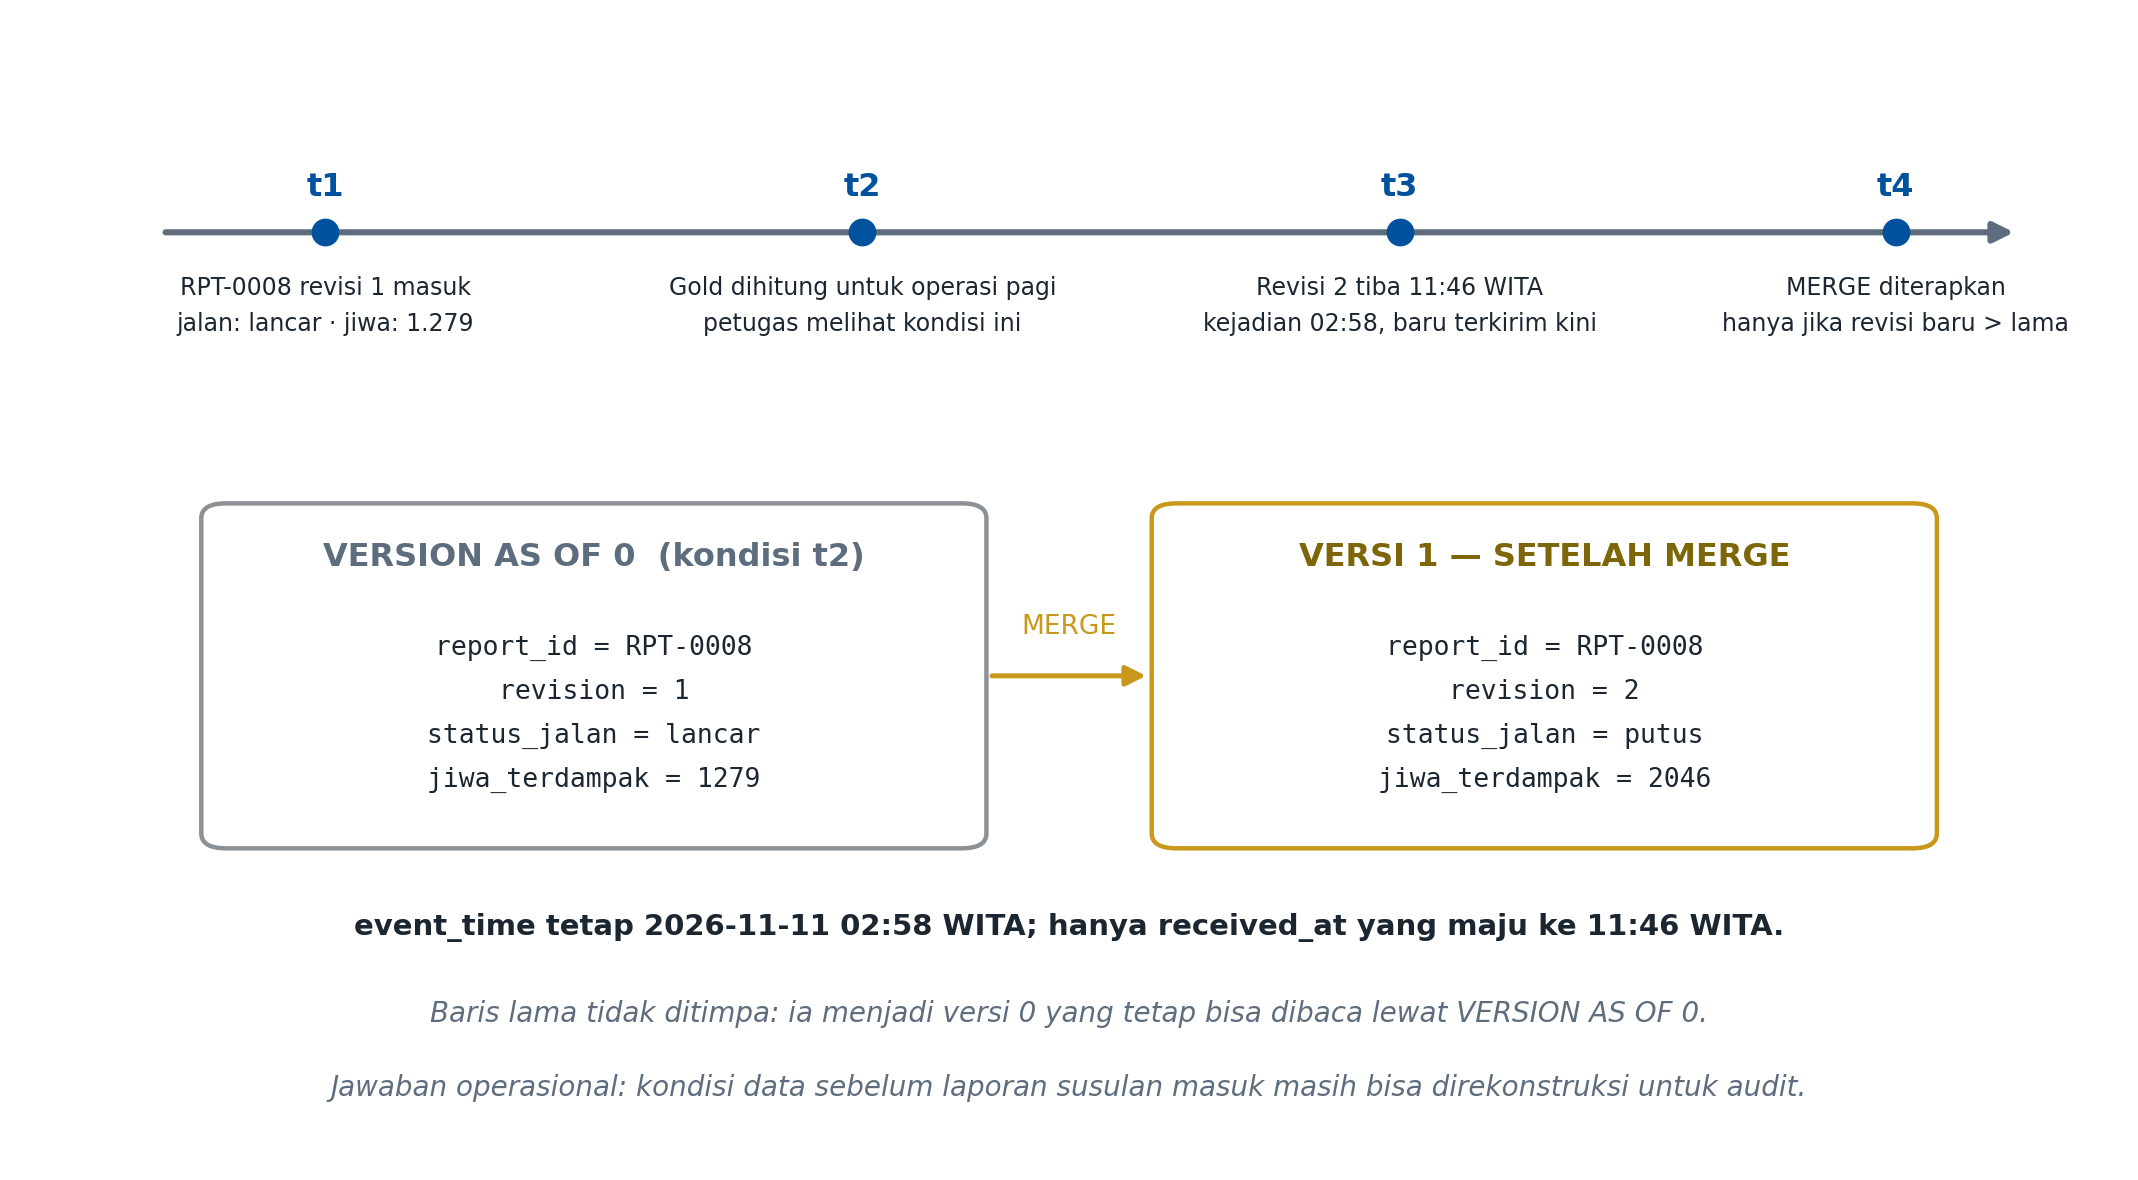 t1
t2
t3
t4
RPT-0008 revisi 1 masuk
jalan: lancar · jiwa: 1.279
Gold dihitung untuk operasi pagi
petugas melihat kondisi ini
Revisi 2 tiba 11:46 WITA
kejadian 02:58, baru terkirim kini
MERGE diterapkan
hanya jika revisi baru > lama
VERSION AS OF 0 (kondisi t2)
report_id = RPT-0008
revision = 1
status_jalan = lancar
jiwa_terdampak = 1279
MERGE
VERSI 1 — SETELAH MERGE
report_id = RPT-0008
revision = 2
status_jalan = putus
jiwa_terdampak = 2046
event_time tetap 2026-11-11 02:58 WITA; hanya received_at yang maju ke 11:46 WITA.
Baris lama tidak ditimpa: ia menjadi versi 0 yang tetap bisa dibaca lewat VERSION AS OF 0.
Jawaban operasional: kondisi data sebelum laporan susulan masuk masih bisa direkonstruksi untuk audit.